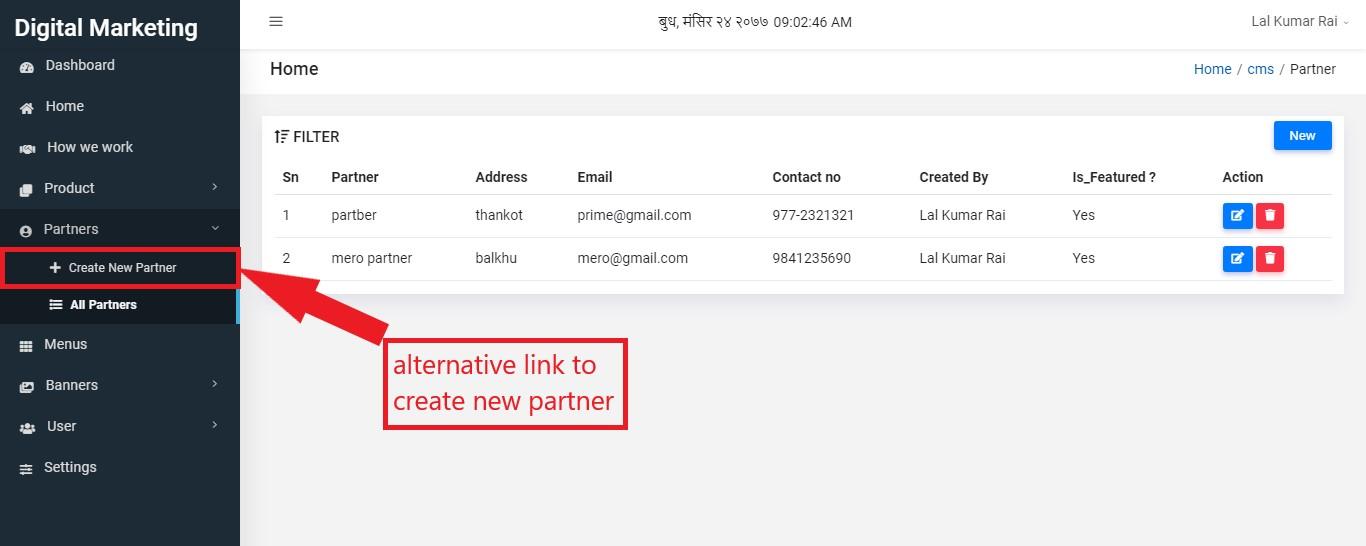 Digital Marketing
बुध, मंसिर २४ २०७७ 09:02:46 AM
Lal Kumar Rai
Dashboard
Home
How we work
Product
Partners
Create New Partner
All Partners
Menus
Banners
User
Settings
Home
Home / cms / Partner
FILTER
New
Sn Partner Address Email Contact no Created By Is_Featured ? Action
1 partber thankot prime@gmail.com 977-2321321 Lal Kumar Rai Yes
2 mero partner balkhu mero@gmail.com 9841235690 Lal Kumar Rai Yes
alternative link to
create new partner